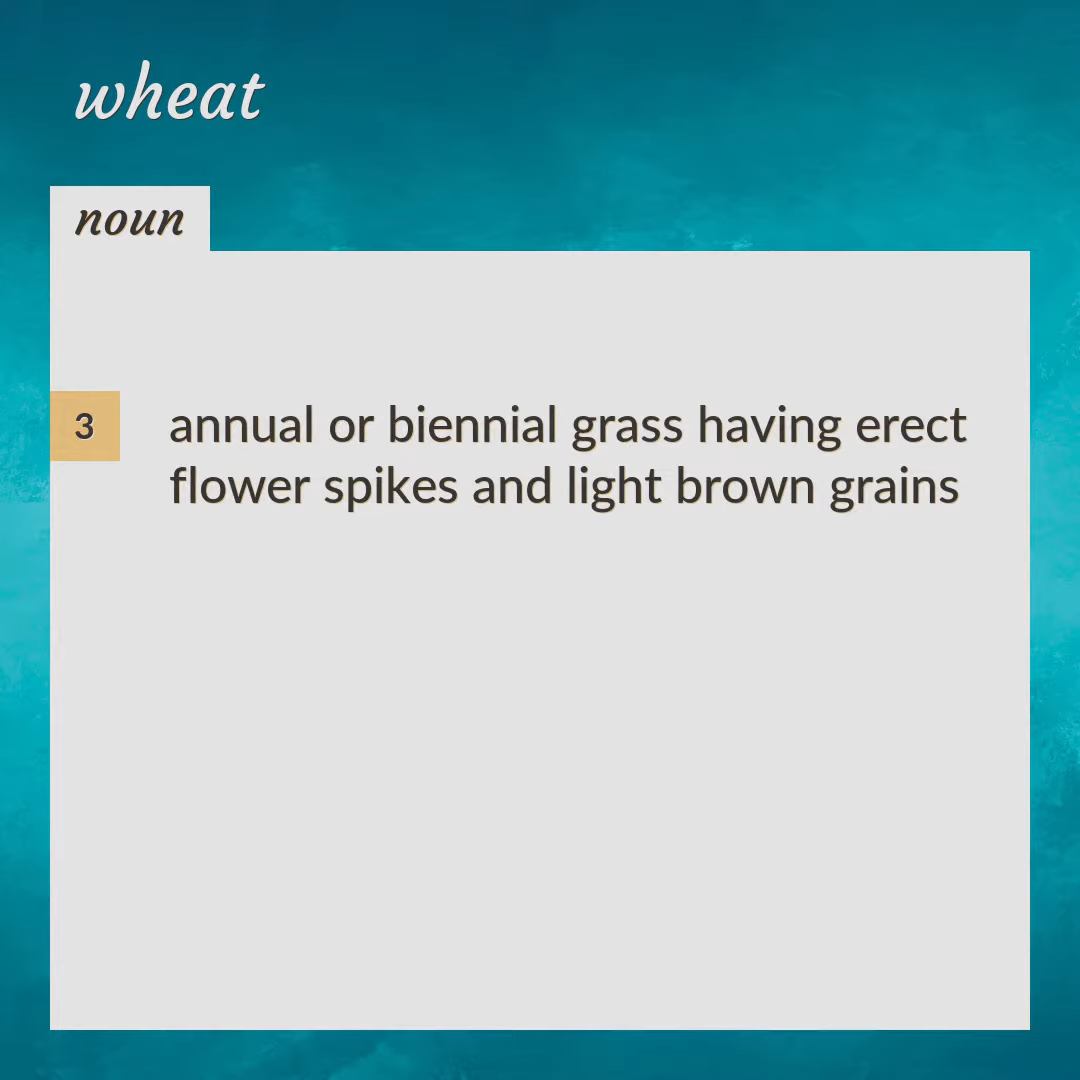 wheat
noun
3
annual or biennial grass having erect
flower spikes and light brown grains